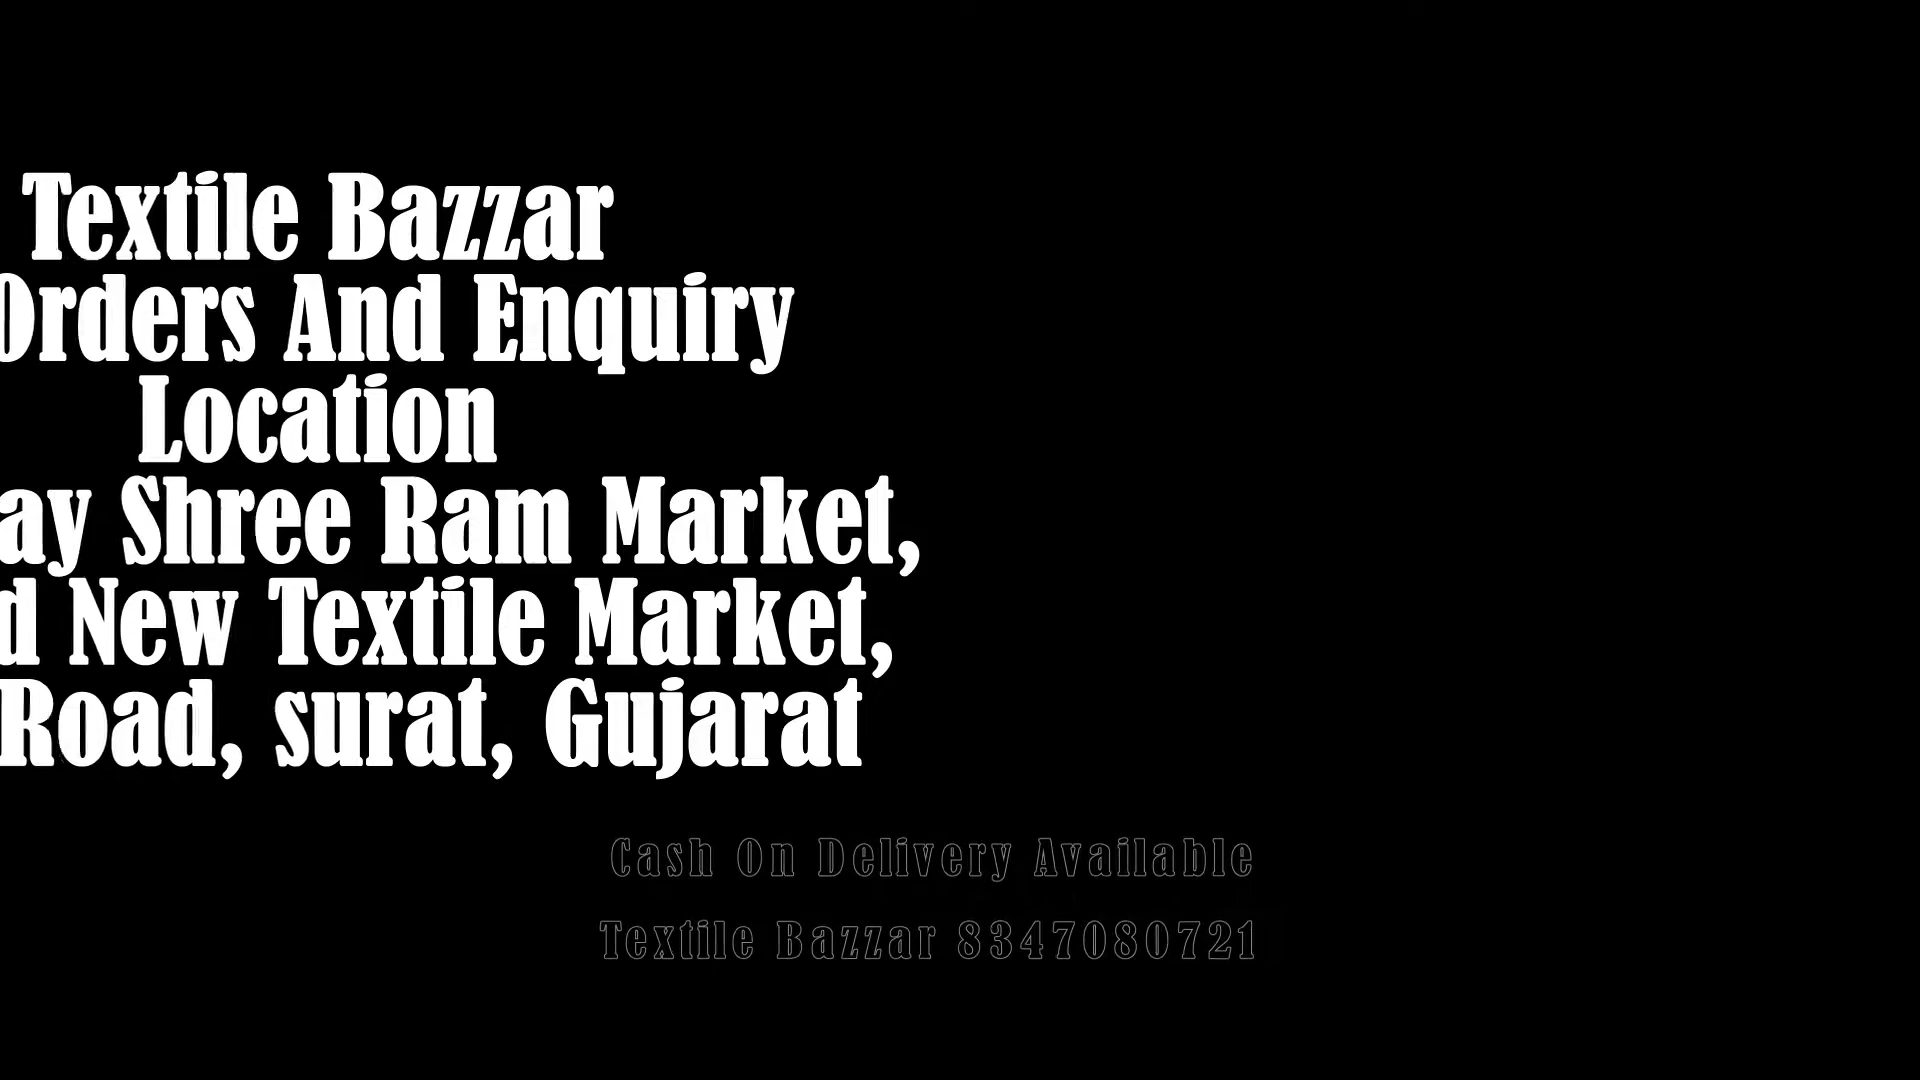 Textile Bazzar
Orders And Enquiry
Location
ay Shree Ram Market,
d New Textile Market,
Road, surat, Gujarat
Cash On Delivery Available
Textile Bazzar 8347080721